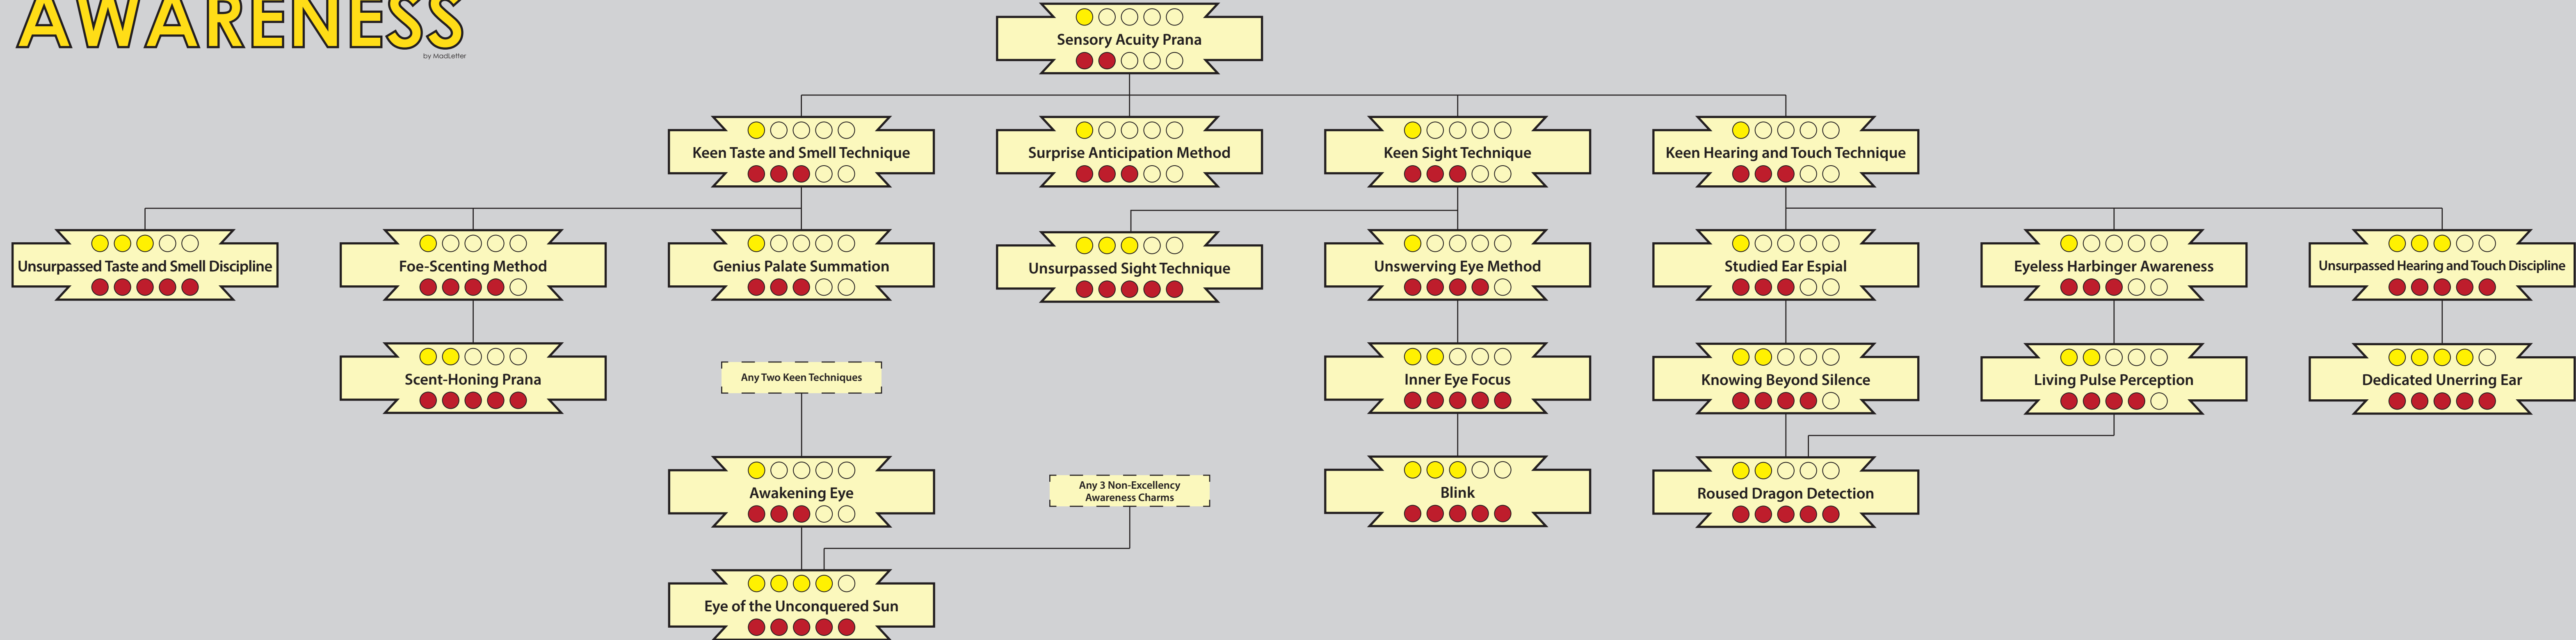 AWARENESS
by MadLetter
Sensory Acuity Prana
Keen Taste and Smell Technique
Surprise Anticipation Method
Keen Sight Technique
Keen Hearing and Touch Technique
Unsurpassed Taste and Smell Discipline
Foe-Scenting Method
Genius Palate Summation
Unsurpassed Sight Technique
Unswerving Eye Method
Studied Ear Espial
Eyeless Harbinger Awareness
Unsurpassed Hearing and Touch Discipline
Scent-Honing Prana
Any Two Keen Techniques
Inner Eye Focus
Knowing Beyond Silence
Living Pulse Perception
Dedicated Unerring Ear
Awakening Eye
Any 3 Non-Excellency
Awareness Charms
Blink
Roused Dragon Detection
Eye of the Unconquered Sun